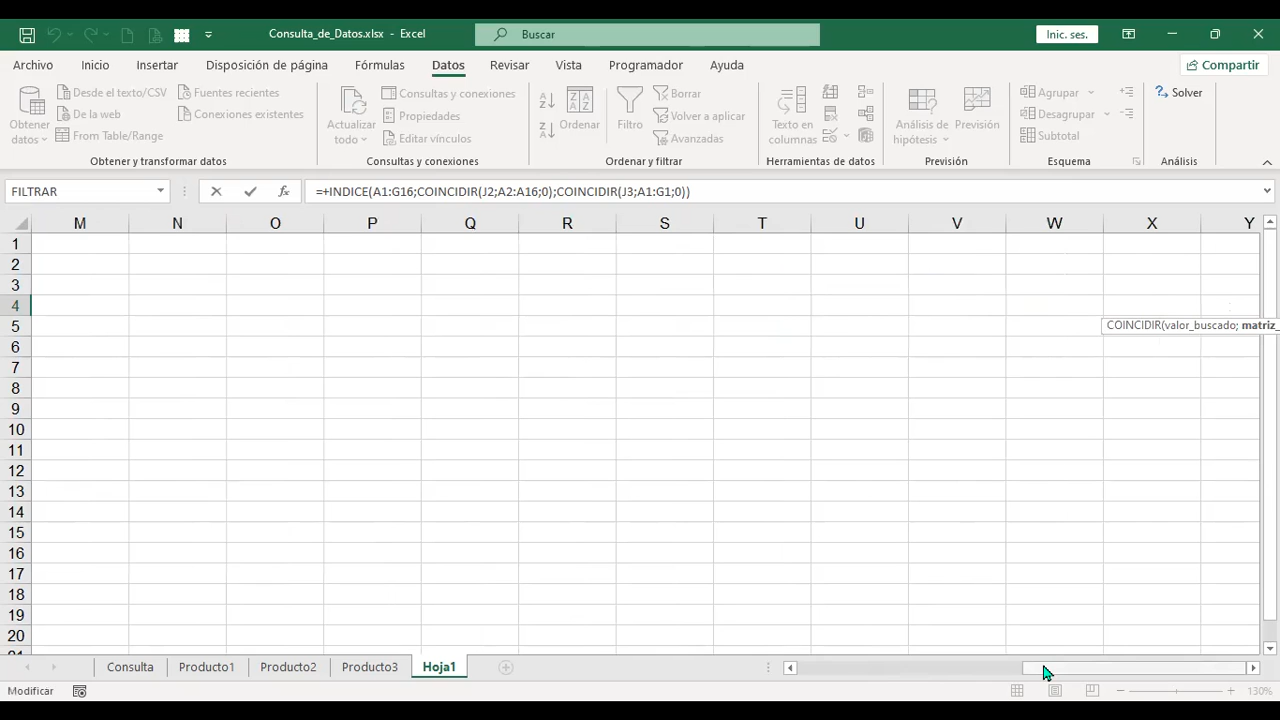 Consulta_de_Datos.xlsx - Excel
Buscar
Inic. ses.
Archivo Inicio Insertar Disposición de página Fórmulas Datos Revisar Vista Programador Ayuda Compartir
Obtener datos
Desde el texto/CSV
De la web
From Table/Range
Fuentes recientes
Conexiones existentes
Obtener y transformar datos
Actualizar todo
Consultas y conexiones
Propiedades
Editar vínculos
Consultas y conexiones
Ordenar
Filtro
Borrar
Volver a aplicar
Avanzadas
Ordenar y filtrar
Texto en columnas
Herramientas de datos
Análisis de hipótesis
Previsión
Previsión
Agrupar
Desagrupar
Subtotal
Esquema
Solver
Análisis
FILTRAR
=+INDICE(A1:G16;COINCIDIR(J2;A2:A16;0);COINCIDIR(J3;A1:G1;0))
M N O P Q R S T U V W X Y
1
2
3
4
5
COINCIDIR(valor_buscado; matriz_
6
7
8
9
10
11
12
13
14
15
16
17
18
19
20
Consulta Producto1 Producto2 Producto3 Hoja1
Modificar
130%